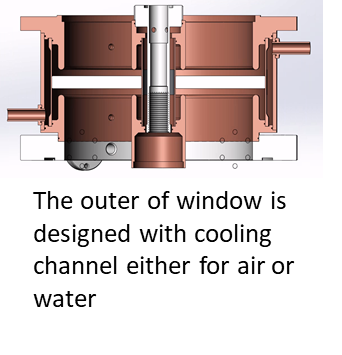 The outer of window is
designed with cooling
channel either for air or
water